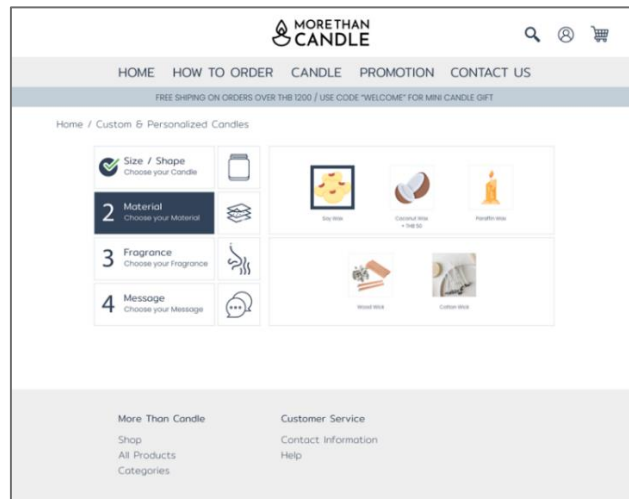 MORE THAN
CANDLE
HOME HOW TO ORDER CANDLE PROMOTION CONTACT US
FREE SHIPING ON ORDERS OVER THB 1200 / USE CODE "WELCOME" FOR MINI CANDLE GIFT
Home / Custom & Personalized Candles
Size / Shape
Choose your Candle
2 Material
Choose your Material
3 Fragrance
Choose your Fragrance
4 Message
Choose your Message
Soy Wax
Coconut Wax
+ THB 50
Paraffin Wax
Wood Wick
Cotton Wick
More Than Candle
Shop
All Products
Categories
Customer Service
Contact Information
Help